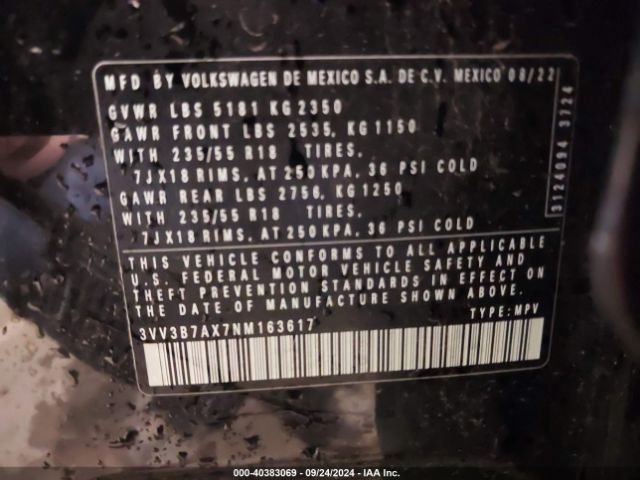 MFD BY VOLKSWAGEN DE MEXICO S.A. DE C.V. MEXICO 08/22
GVWR LBS 5181 KG 2350
GAWR FRONT LBS 2535, KG 1150
WITH 235/55 R18 TIRES,
7JX18 RIMS, AT 250 KPA, 36 PSI COLD
GAWR REAR LBS 2756, KG 1250
WITH 235/55 R18 TIRES,
7JX18 RIMS, AT 250 KPA, 36 PSI COLD
THIS VEHICLE CONFORMS TO ALL APPLICABLE
U.S. FEDERAL MOTOR VEHICLE SAFETY AND
THEFT PREVENTION STANDARDS IN EFFECT ON
THE DATE OF MANUFACTURE SHOWN ABOVE.
3VV3B7AX7NM163617 TYPE: MPV
3124094 3724
000-40383069 - 09/24/2024 - IAA Inc.